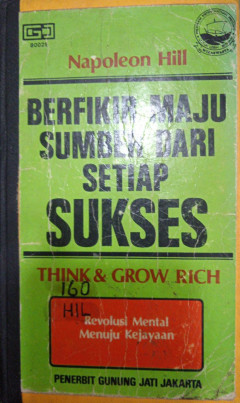 Napoleon Hill
BERFIKIR MAJU
SUMBER DARI
SETIAP
SUKSES
THINK & GROW RICH
160
HIL
Revolusi Mental
Menuju Kejayaan
PENERBIT GUNUNG JATI JAKARTA